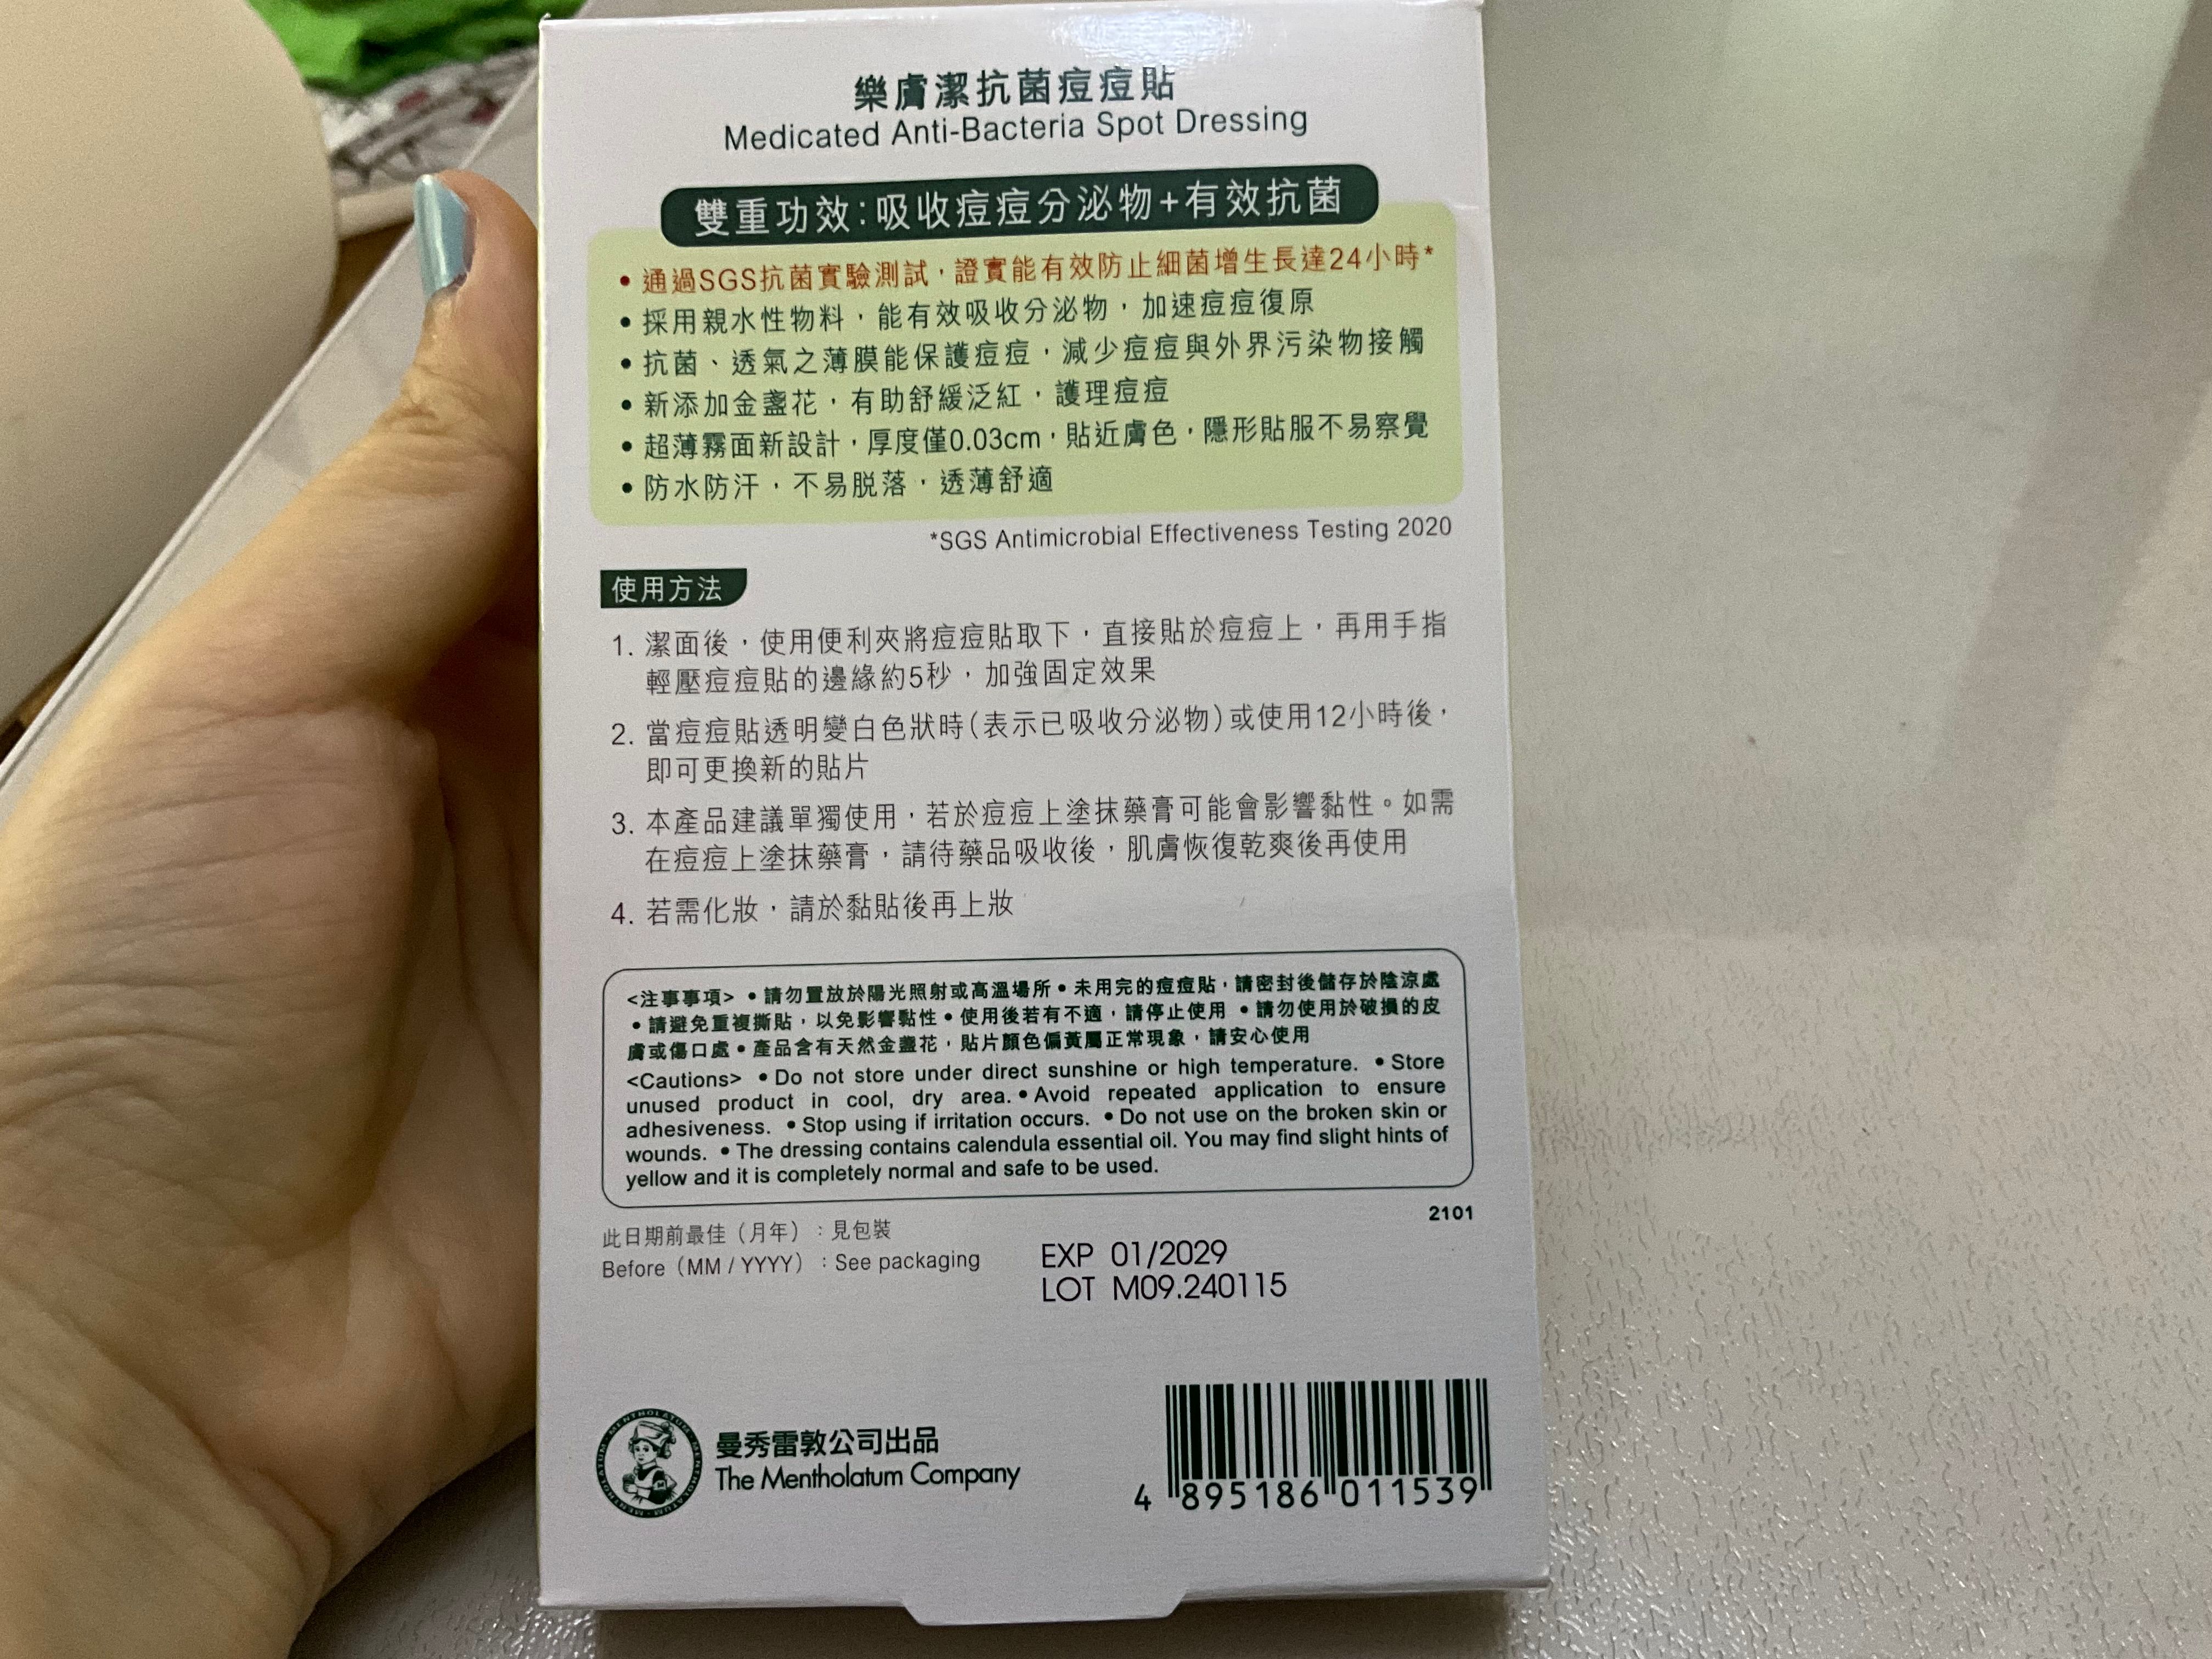 樂膚潔抗菌痘痘貼
Medicated Anti-Bacteria Spot Dressing
雙重功效:吸收痘痘分泌物+有效抗菌
• 通過SGS抗菌實驗測試，證實能有效防止細菌增生長達24小時*
• 採用親水性物料，能有效吸收分泌物，加速痘痘復原
• 抗菌、透氣之薄膜能保護痘痘，減少痘痘與外界污染物接觸
• 新添加金盞花，有助舒緩泛紅，護理痘痘
• 超薄霧面新設計，厚度僅0.03cm，貼近膚色，隱形貼服不易察覺
• 防水防汗，不易脫落，透薄舒適
*SGS Antimicrobial Effectiveness Testing 2020
使用方法
1. 潔面後，使用便利夾將痘痘貼取下，直接貼於痘痘上，再用手指
輕壓痘痘貼的邊緣約5秒，加強固定效果
2. 當痘痘貼透明變白色狀時(表示已吸收分泌物)或使用12小時後，
即可更換新的貼片
3. 本產品建議單獨使用，若於痘痘上塗抹藥膏可能會影響黏性。如需
在痘痘上塗抹藥膏，請待藥品吸收後，肌膚恢復乾爽後再使用
4. 若需化妝，請於黏貼後再上妝
<注事事項> • 請勿置放於陽光照射或高溫場所 • 未用完的痘痘貼，請密封後儲存於陰涼處
• 請避免重複撕貼，以免影響黏性 • 使用後若有不適，請停止使用 • 請勿使用於破損的皮
膚或傷口處 • 產品含有天然金盞花，貼片顏色偏黃屬正常現象，請安心使用
<Cautions> • Do not store under direct sunshine or high temperature. • Store
unused product in cool, dry area. • Avoid repeated application to ensure
adhesiveness. • Stop using if irritation occurs. • Do not use on the broken skin or
wounds. • The dressing contains calendula essential oil. You may find slight hints of
yellow and it is completely normal and safe to be used.
2101
此日期前最佳（月年）：見包裝
Before（MM / YYYY）：See packaging
EXP 01/2029
LOT M09.240115
MENTHOLATUM • MENTHOLATUM • MENTHOLATUM
曼秀雷敦公司出品
The Mentholatum Company
4 895186 011539